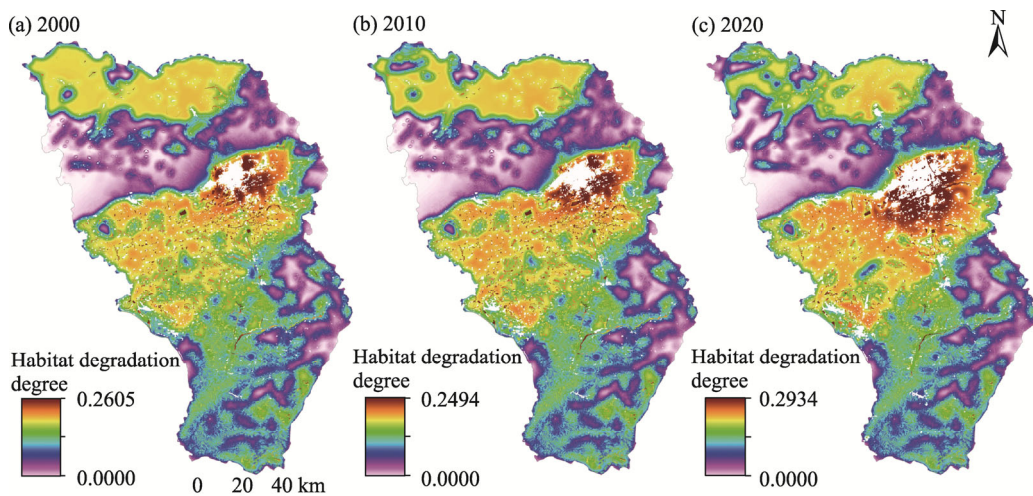 (a) 2000
(b) 2010
(c) 2020
N
Habitat degradation
degree
0.2605
0.0000
0 20 40 km
Habitat degradation
degree
0.2494
0.0000
Habitat degradation
degree
0.2934
0.0000